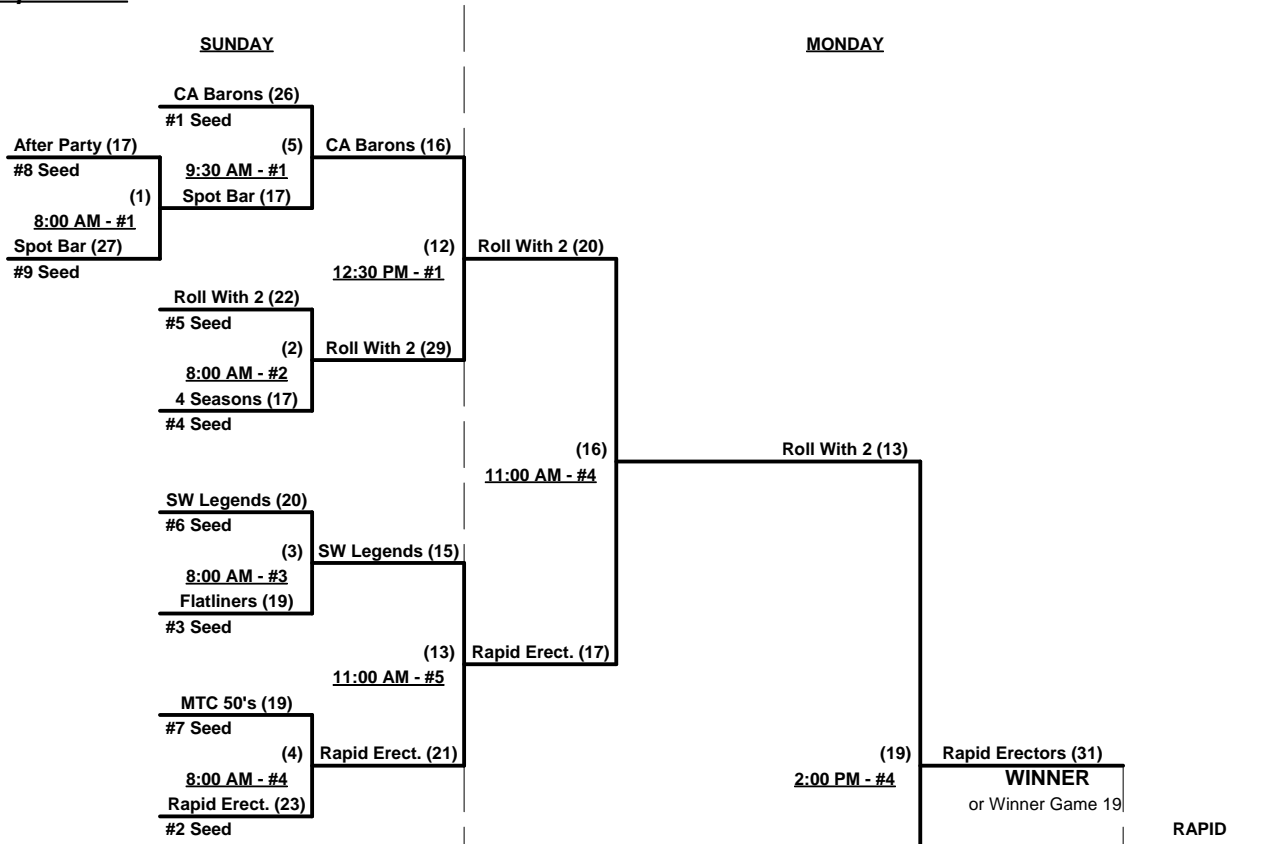 SUNDAY
MONDAY
CA Barons (26)
#1 Seed
After Party (17)
(5)
CA Barons (16)
#8 Seed
9:30 AM - #1
(1)
Spot Bar (17)
8:00 AM - #1
Spot Bar (27)
(12)
Roll With 2 (20)
#9 Seed
12:30 PM - #1
Roll With 2 (22)
#5 Seed
(2)
Roll With 2 (29)
8:00 AM - #2
4 Seasons (17)
#4 Seed
(16)
Roll With 2 (13)
11:00 AM - #4
SW Legends (20)
#6 Seed
(3)
SW Legends (15)
8:00 AM - #3
Flatliners (19)
#3 Seed
(13)
Rapid Erect. (17)
11:00 AM - #5
MTC 50's (19)
#7 Seed
(4)
Rapid Erect. (21)
(19)
Rapid Erectors (31)
8:00 AM - #4
2:00 PM - #4
WINNER
Rapid Erect. (23)
or Winner Game 19
#2 Seed
RAPID